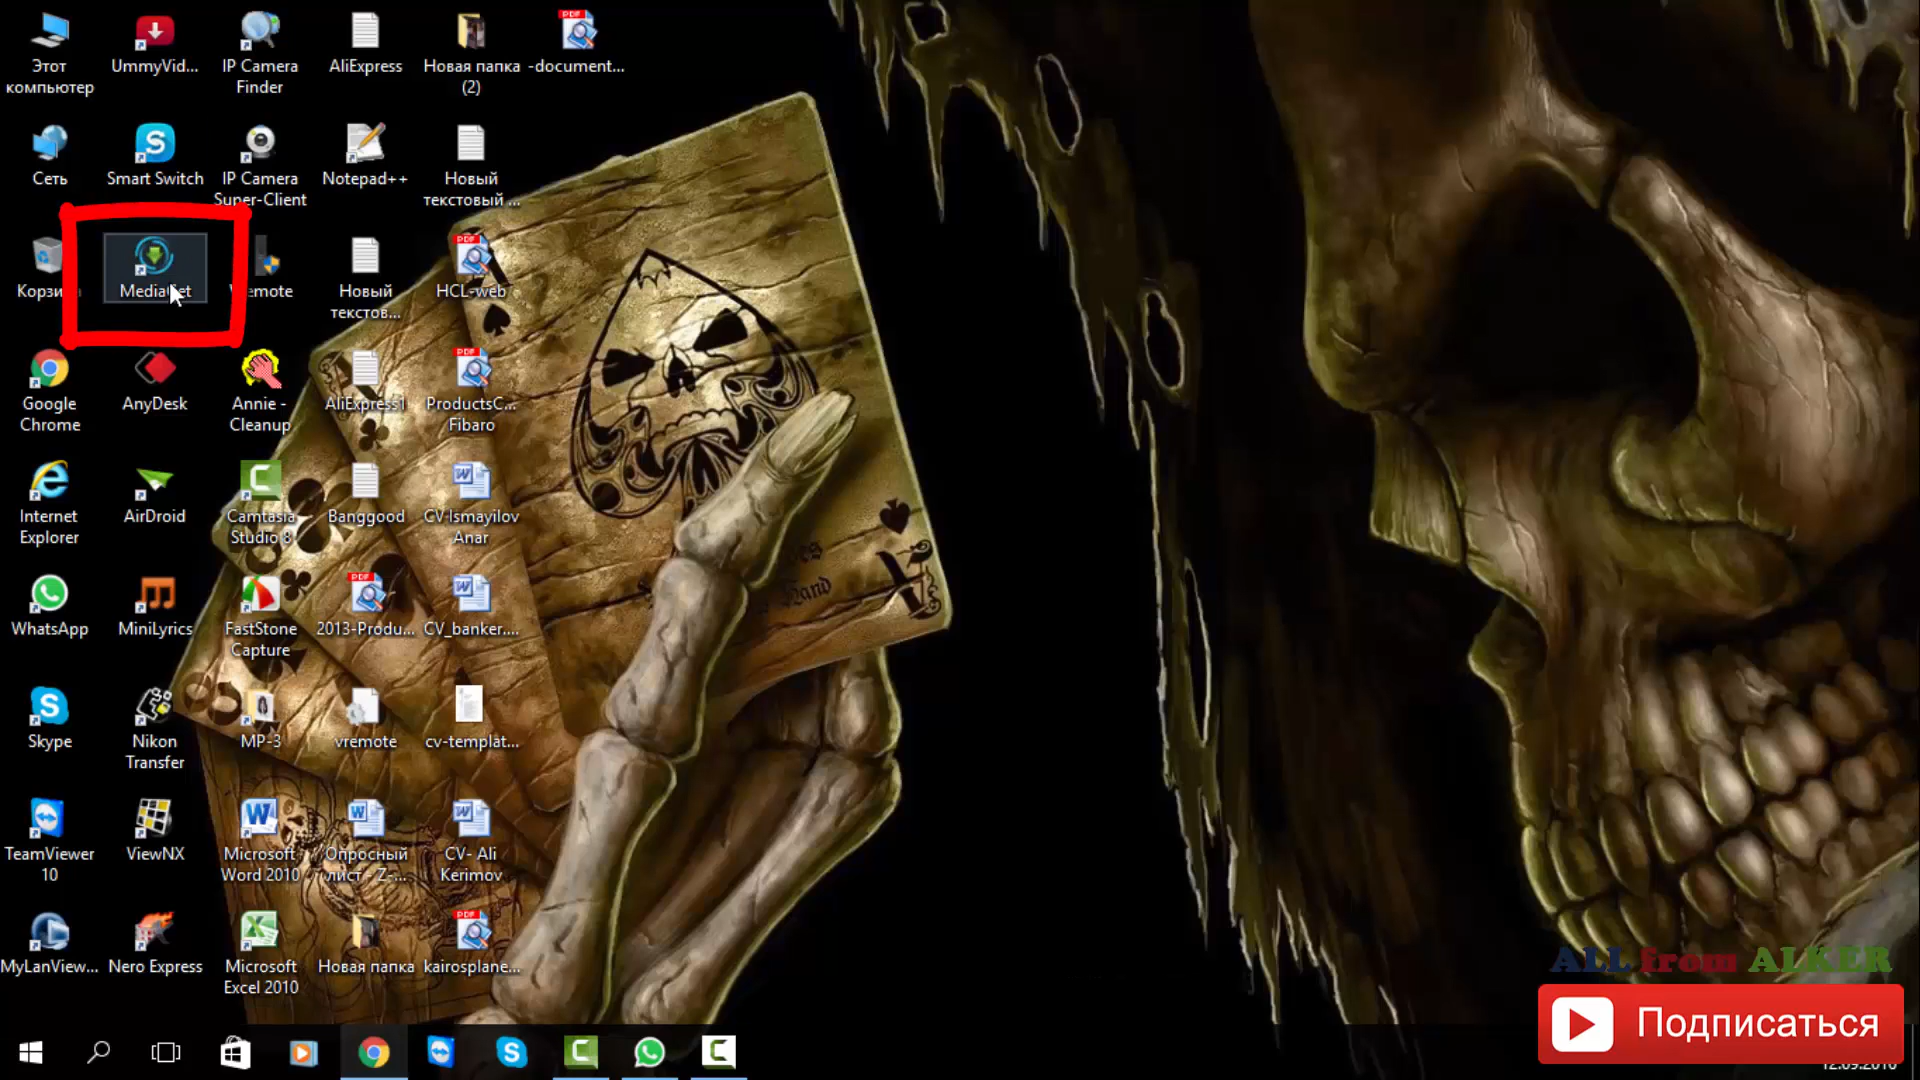 Этот
компьютер
UmmyVid...
IP Camera
Finder
AliExpress
Новая папка
(2)
-document...
Сеть
Smart Switch
IP Camera
Super-Client
Notepad++
Новый
текстовый ...
MediaGet
Новый
текстов...
HCL-web
Google
Chrome
AnyDesk
Annie -
Cleanup
AliExpress1
ProductsC...
Fibaro
Internet
Explorer
AirDroid
Camtasia
Studio 8
Banggood
CV-Ismayilov
Anar
WhatsApp
MiniLyrics
FastStone
Capture
2013-Produ...
CV_banker....
Skype
Nikon
Transfer
MP-3
vremote
cv-templat...
TeamViewer
10
ViewNX
Microsoft
Word 2010
Опросный
лист - Z-...
CV- Ali
Kerimov
MyLanView...
Nero Express
Microsoft
Excel 2010
Новая папка
kairosplane...
ALL from ALKER
Подписаться